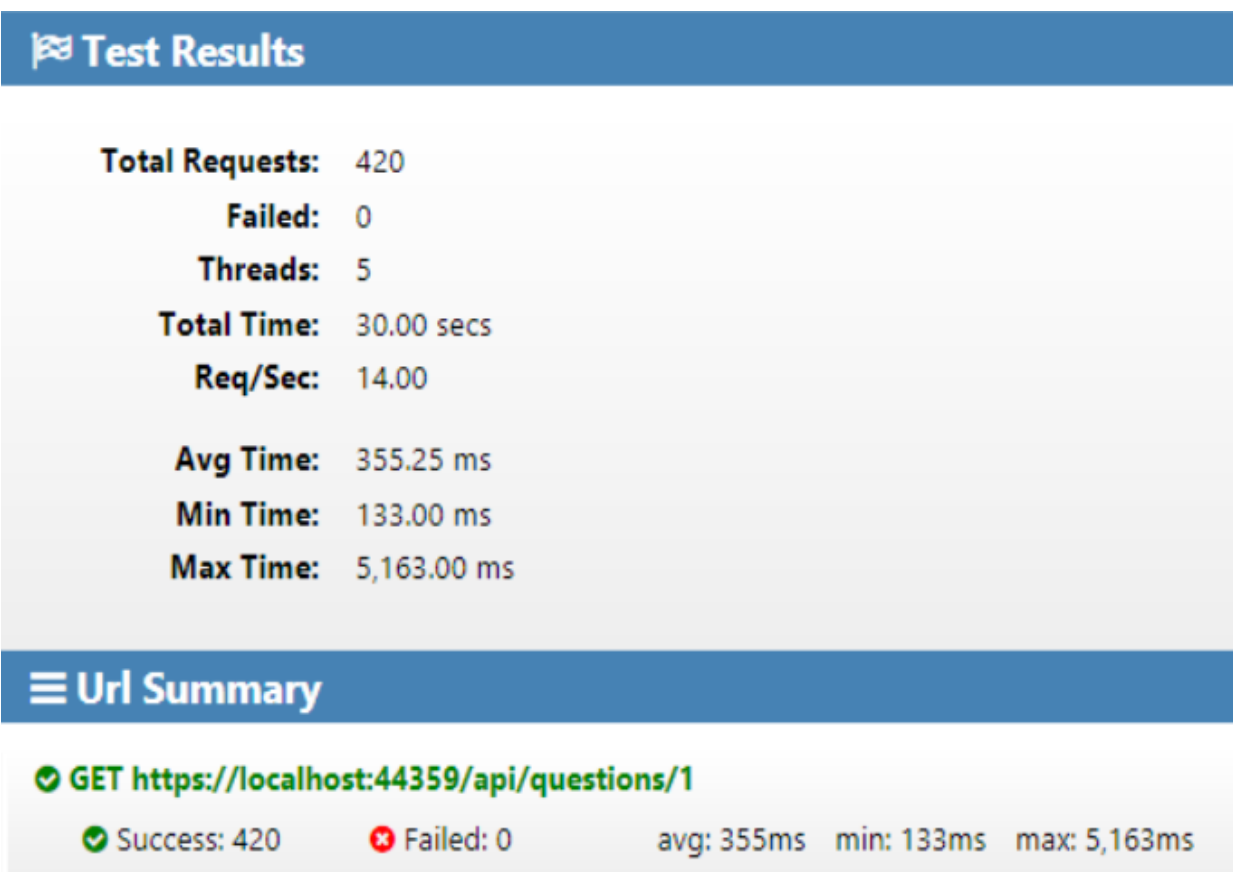 Test Results
Total Requests: 420
Failed: 0
Threads: 5
Total Time: 30.00 secs
Req/Sec: 14.00
Avg Time: 355.25 ms
Min Time: 133.00 ms
Max Time: 5,163.00 ms
Url Summary
GET https://localhost:44359/api/questions/1
Success: 420 Failed: 0 avg: 355ms min: 133ms max: 5,163ms